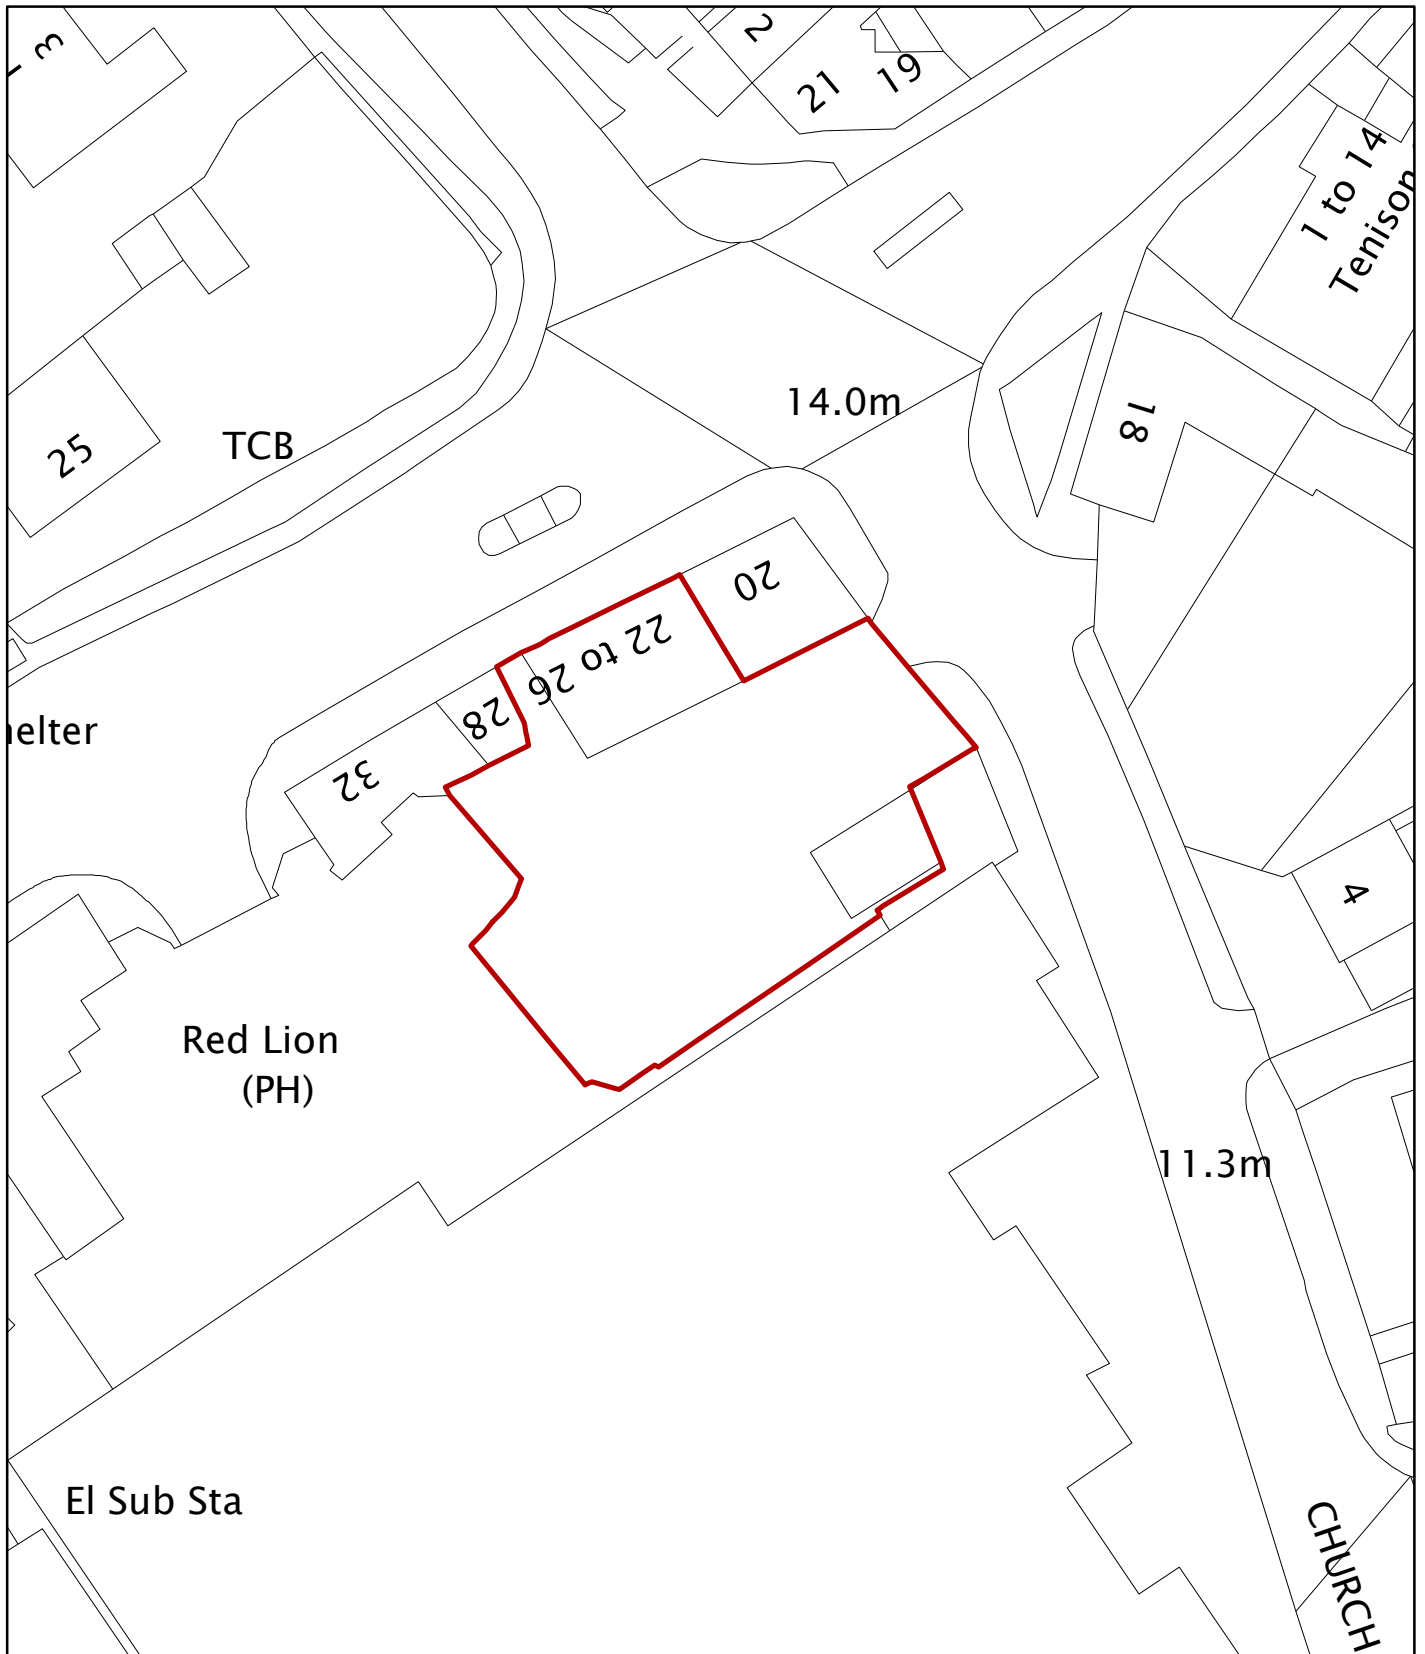 3
2
21
19
1 to 14
Tenison
14.0m
18
25
TCB
20
22 to 26
28
32
helter
4
Red Lion
(PH)
11.3m
El Sub Sta
CHURCH